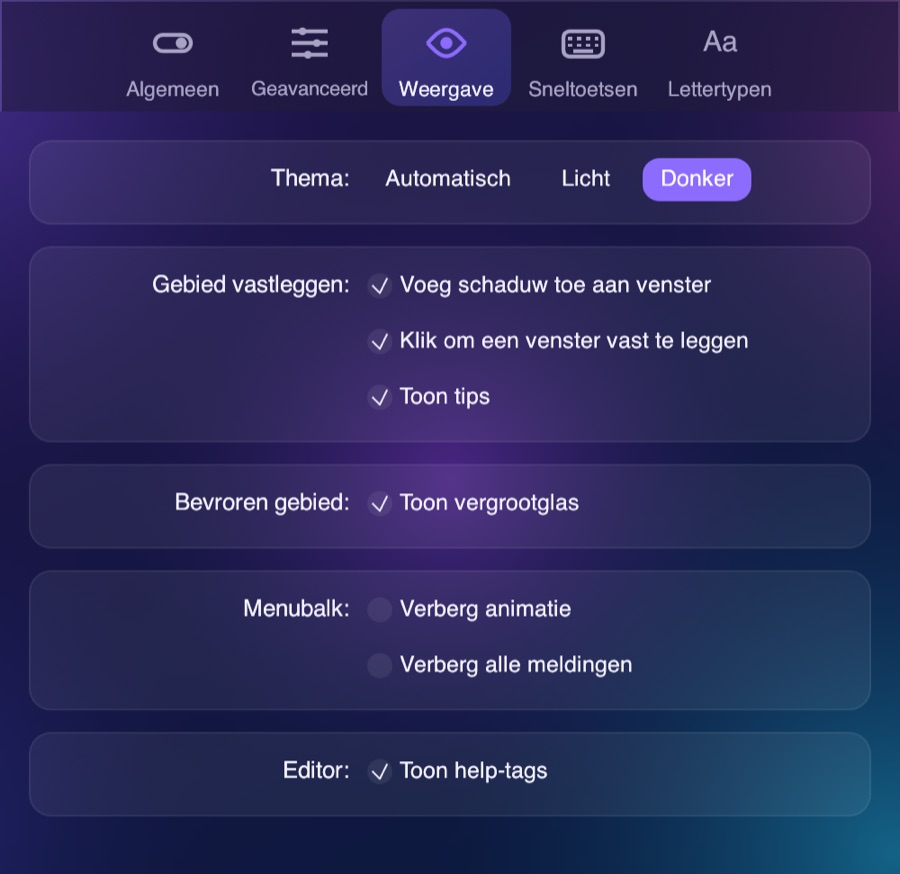 Aa
Algemeen Geavanceerd Weergave Sneltoetsen Lettertypen
Thema: Automatisch Licht Donker
Gebied vastleggen: Voeg schaduw toe aan venster
Klik om een venster vast te leggen
Toon tips
Bevroren gebied: Toon vergrootglas
Menubalk: Verberg animatie
Verberg alle meldingen
Editor: Toon help-tags